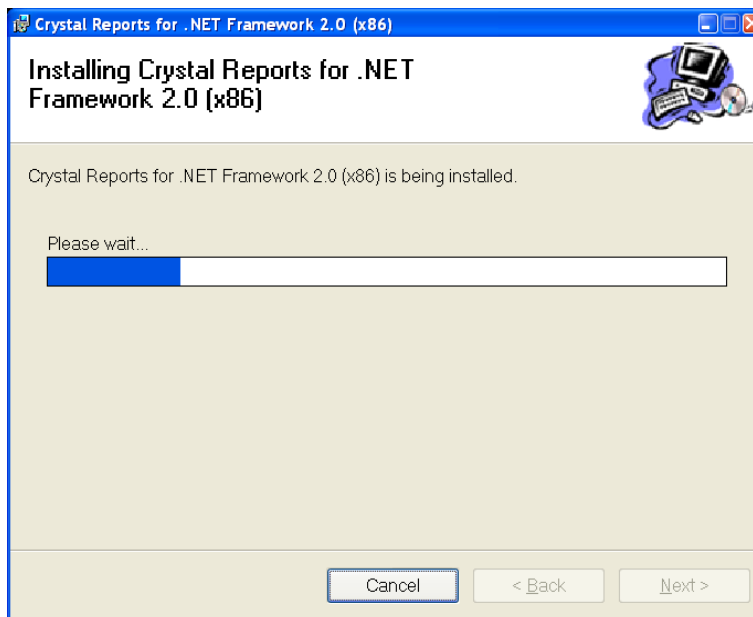 Crystal Reports for .NET Framework 2.0 (x86)
Installing Crystal Reports for .NET
Framework 2.0 (x86)
Crystal Reports for .NET Framework 2.0 (x86) is being installed.
Please wait...
Cancel
< Back
Next >